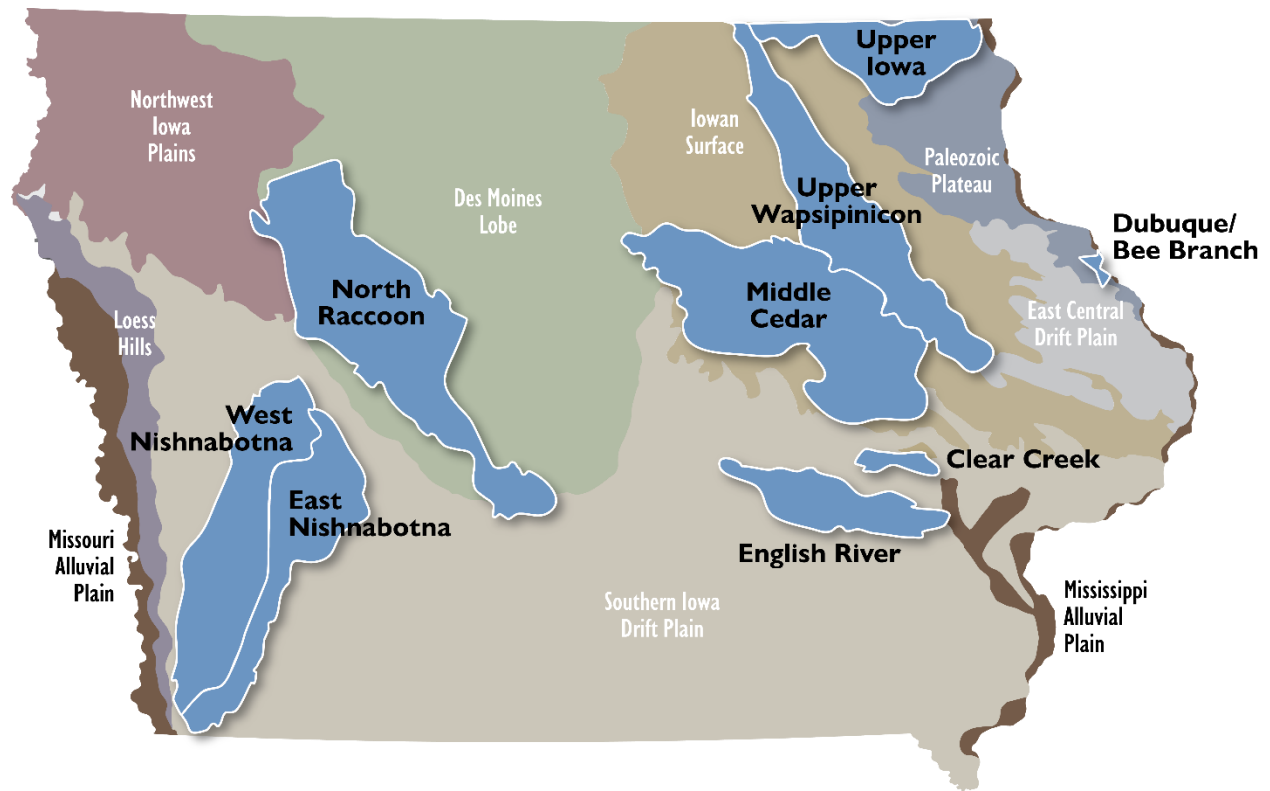 Upper
Iowa
Northwest
Iowa
Plains
Iowan
Surface
Paleozoic
Plateau
Des Moines
Lobe
Upper
Wapsipinicon
Dubuque/
Bee Branch
North
Raccoon
Middle
Cedar
Loess
Hills
East Central
Drift Plain
West
Nishnabotna
Clear Creek
East
Nishnabotna
Missouri
Alluvial
Plain
English River
Southern Iowa
Drift Plain
Mississippi
Alluvial
Plain